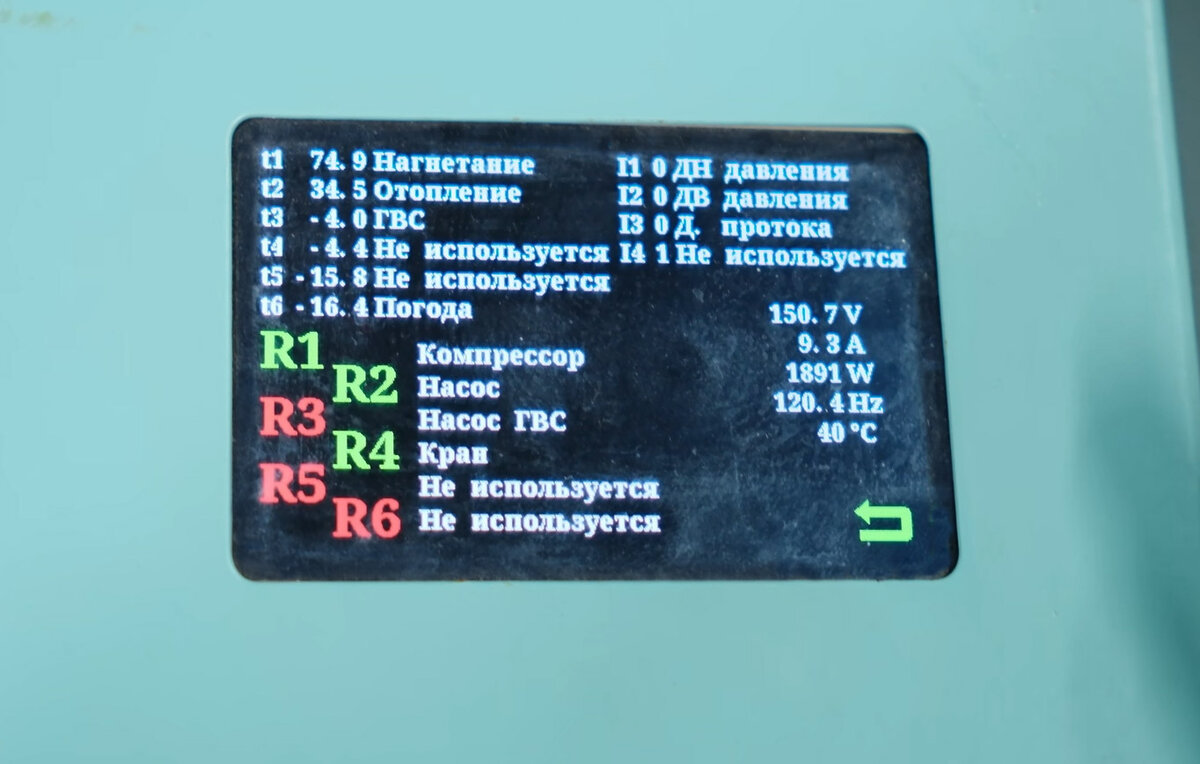 t1 74.9 Нагнетание I1 0 ДН давления
t2 34.5 Отопление I2 0 ДВ давления
t3 -4.0 ГВС I3 0 Д. протока
t4 -4.4 Не используется I4 1 Не используется
t5 -15.8 Не используется
t6 -16.4 Погода 150.7 V
R1 Компрессор 9.3 A
R2 Насос 1891 W
R3 Насос ГВС 120.4 Hz
R4 Кран 40 °C
R5 Не используется
R6 Не используется